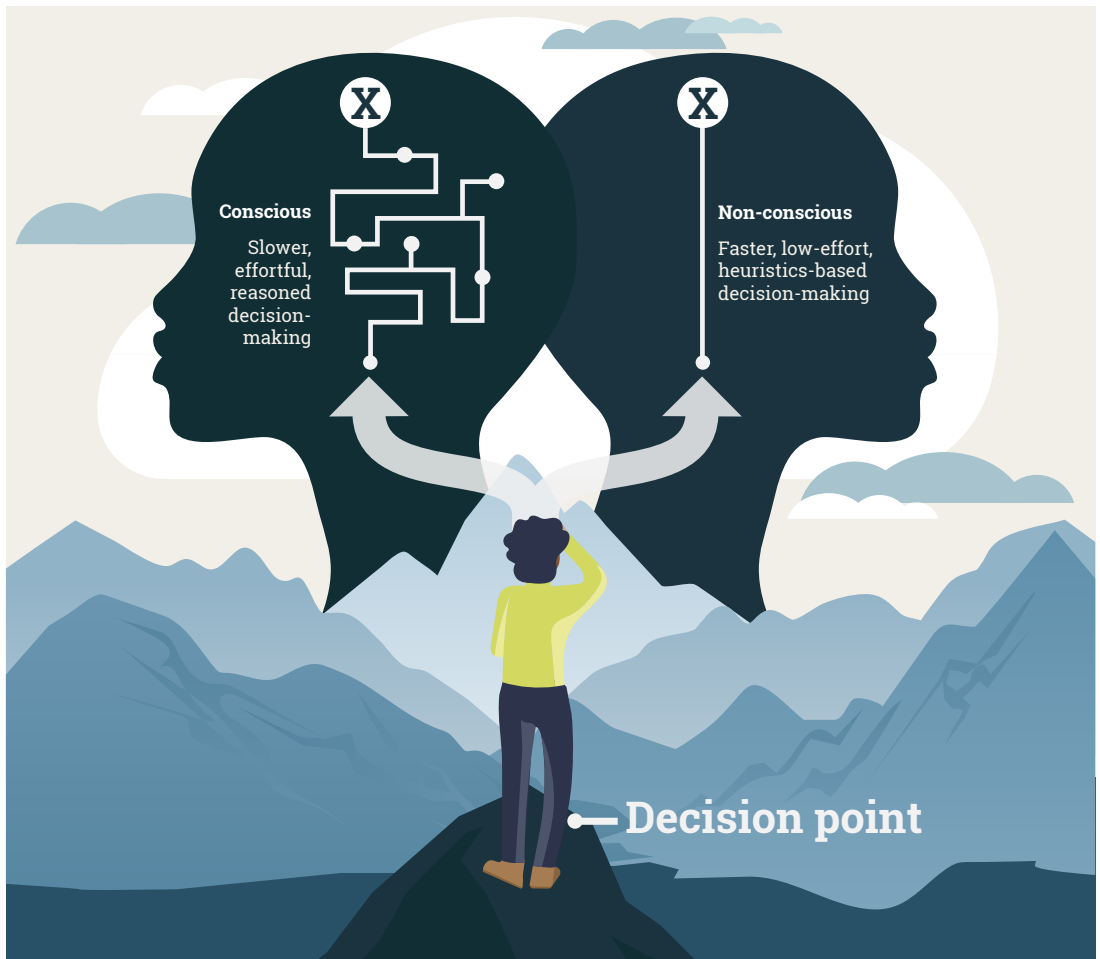 X
Conscious
Slower,
effortful,
reasoned
decision-
making
X
Non-conscious
Faster, low-effort,
heuristics-based
decision-making
Decision point